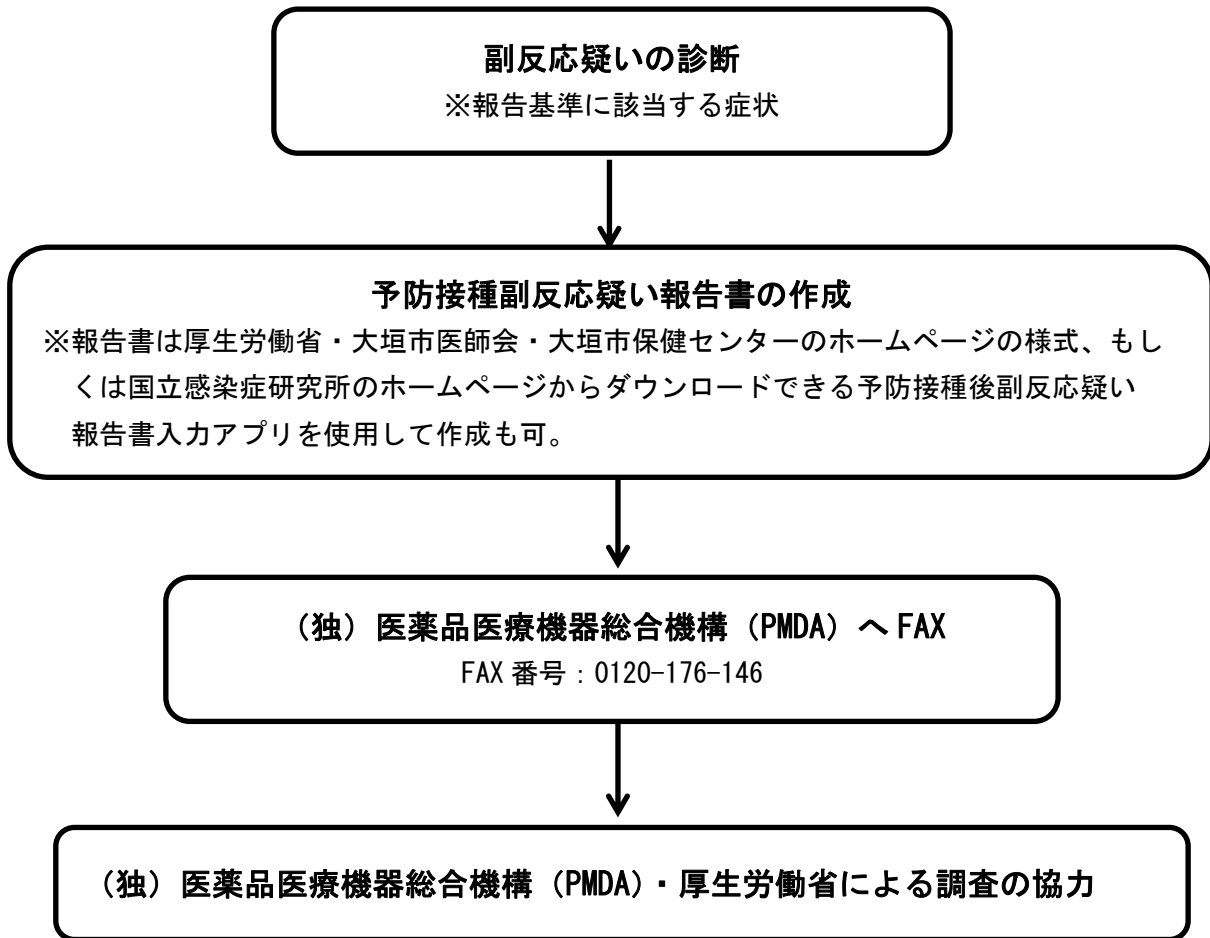 副反応疑いの診断
※報告基準に該当する症状
予防接種副反応疑い報告書の作成
※報告書は厚生労働省・大垣市医師会・大垣市保健センターのホームページの様式、もし
くは国立感染症研究所のホームページからダウンロードできる予防接種後副反応疑い
報告書入力アプリを使用して作成も可。
（独）医薬品医療機器総合機構（PMDA）へ FAX
FAX 番号：0120-176-146
（独）医薬品医療機器総合機構（PMDA）・厚生労働省による調査の協力